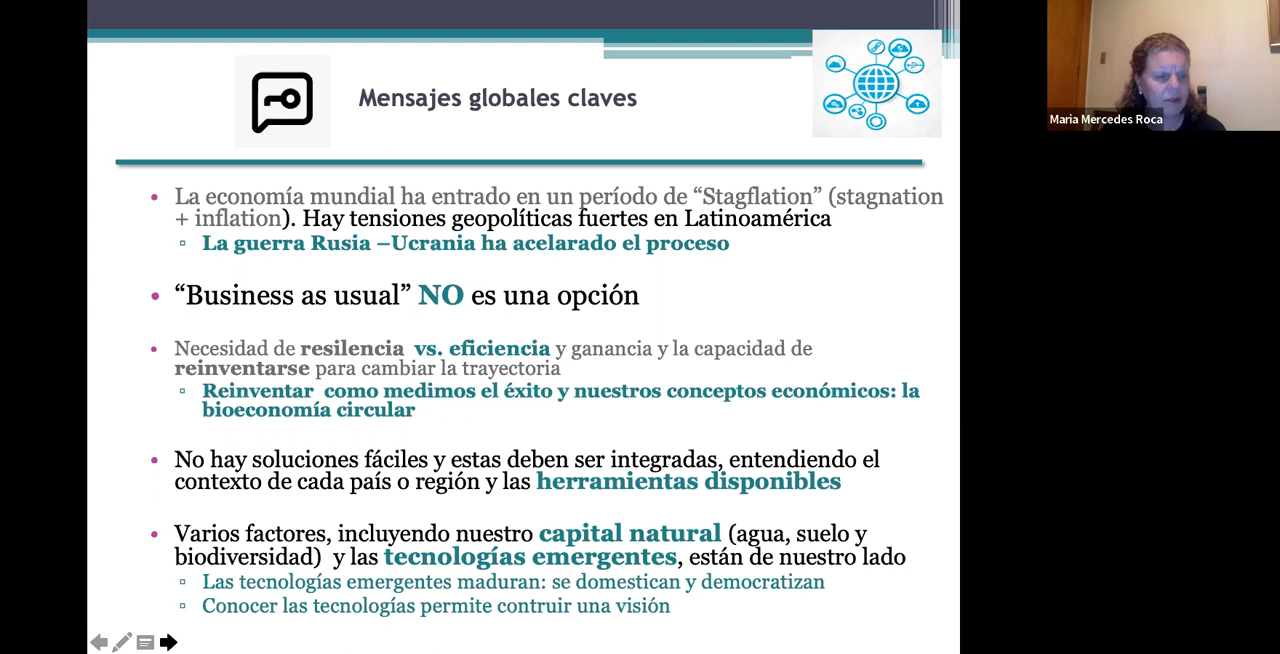 Mensajes globales claves
Maria Mercedes Roca
• La economía mundial ha entrado en un período de “Stagflation” (stagnation
+ inflation). Hay tensiones geopolíticas fuertes en Latinoamérica
▫ La guerra Rusia –Ucrania ha acelarado el proceso
• “Business as usual” NO es una opción
• Necesidad de resilencia vs. eficiencia y ganancia y la capacidad de
reinventarse para cambiar la trayectoria
▫ Reinventar como medimos el éxito y nuestros conceptos económicos: la
bioeconomía circular
• No hay soluciones fáciles y estas deben ser integradas, entendiendo el
contexto de cada país o región y las herramientas disponibles
• Varios factores, incluyendo nuestro capital natural (agua, suelo y
biodiversidad) y las tecnologías emergentes, están de nuestro lado
▫ Las tecnologías emergentes maduran: se domestican y democratizan
▫ Conocer las tecnologías permite contruir una visión